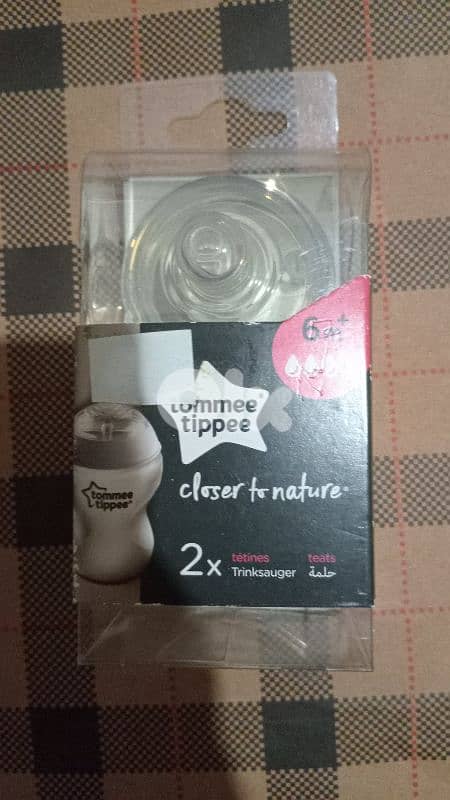 6m+
tommee
tippee
tommee
tippee®
closer to nature®
2x
tétines teats
Trinksauger حلمة